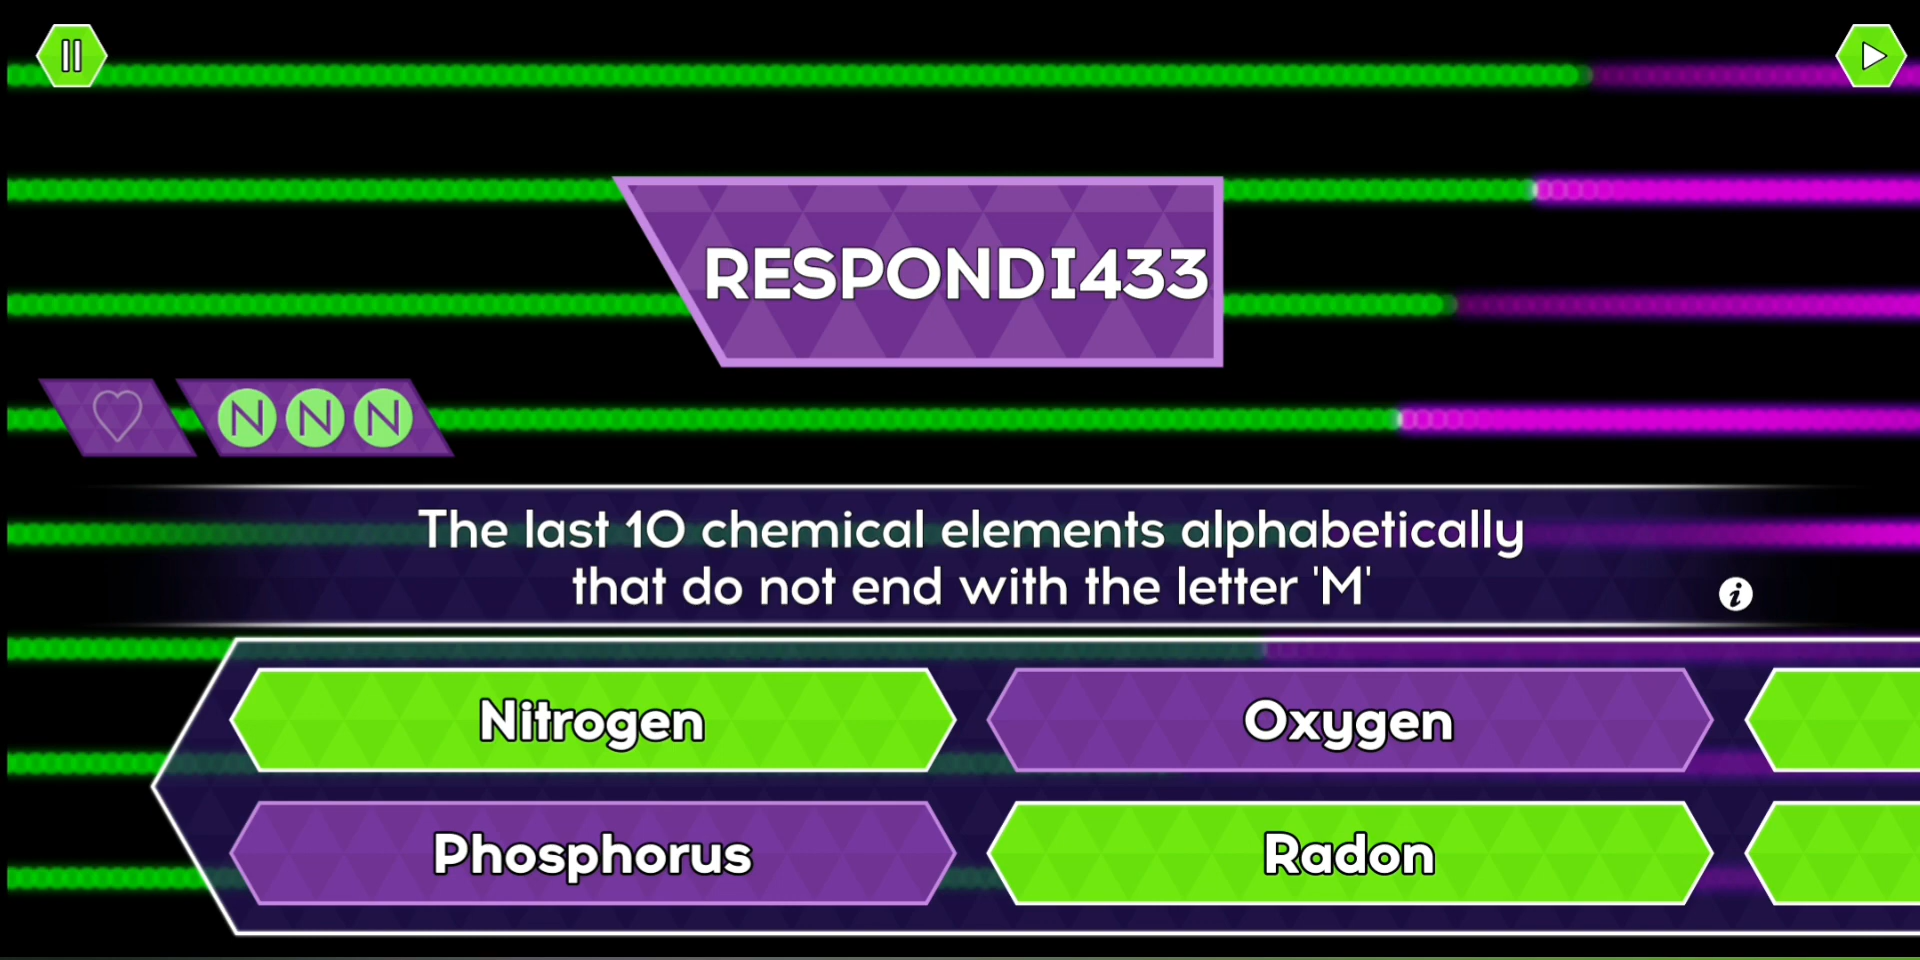 RESPONDI433
N N N
The last 10 chemical elements alphabetically
that do not end with the letter 'M'
i
Nitrogen
Oxygen
Phosphorus
Radon